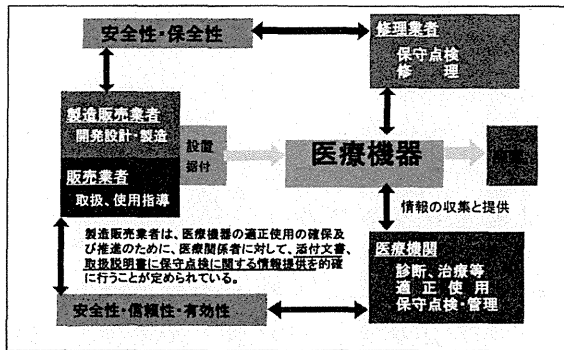 安全性・保全性
修理業者
保守点検
修　理
製造販売業者
開発設計・製造
設置
据付
医療機器
販売業者
取扱、使用指導
情報の収集と提供
製造販売業者は、医療機器の適正使用の確保及
び推進のために、医療関係者に対して、添付文書、
取扱説明書に保守点検に関する情報提供を的確
に行うことが定められている。
医療機関
診断、治療等
適 正 使 用
保守点検・管理
安全性・信頼性・有効性